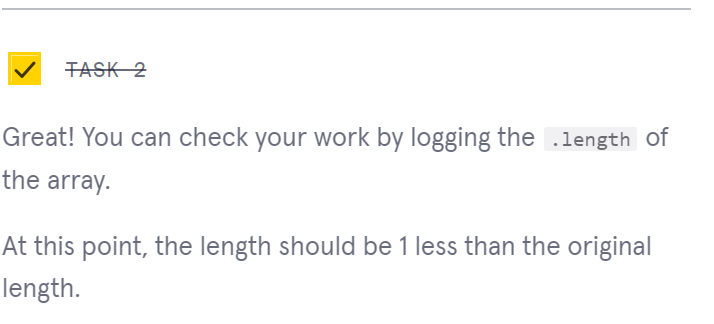 TASK 2
Great! You can check your work by logging the .length of
the array.
At this point, the length should be 1 less than the original
length.